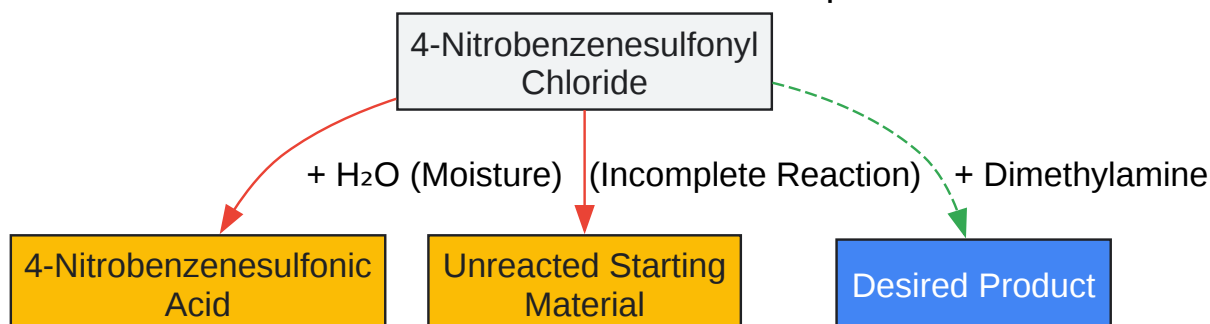 4-Nitrobenzenesulfonyl
Chloride
+ H₂O (Moisture)
(Incomplete Reaction)
+ Dimethylamine
4-Nitrobenzenesulfonic
Acid
Unreacted Starting
Material
Desired Product